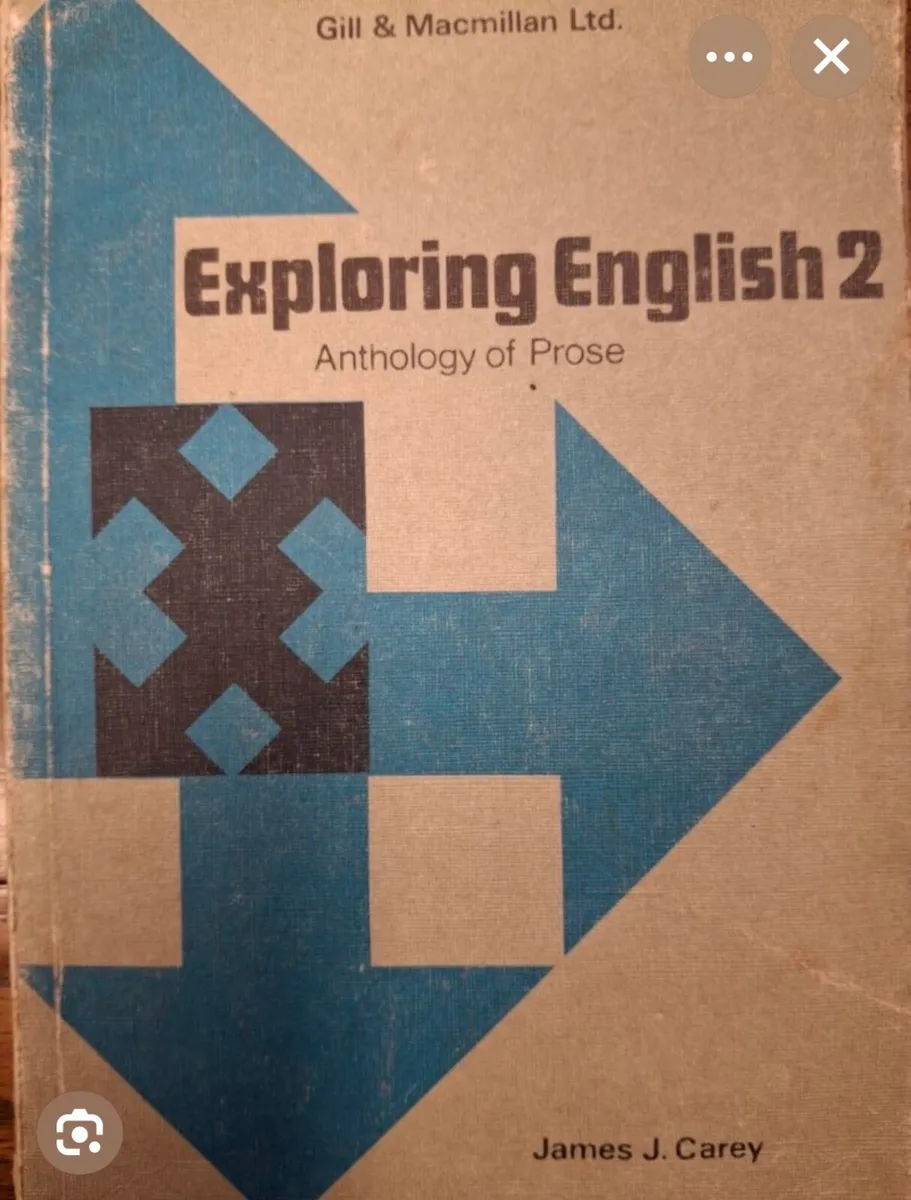 Gill & Macmillan Ltd.
Exploring English 2
Anthology of Prose
James J. Carey